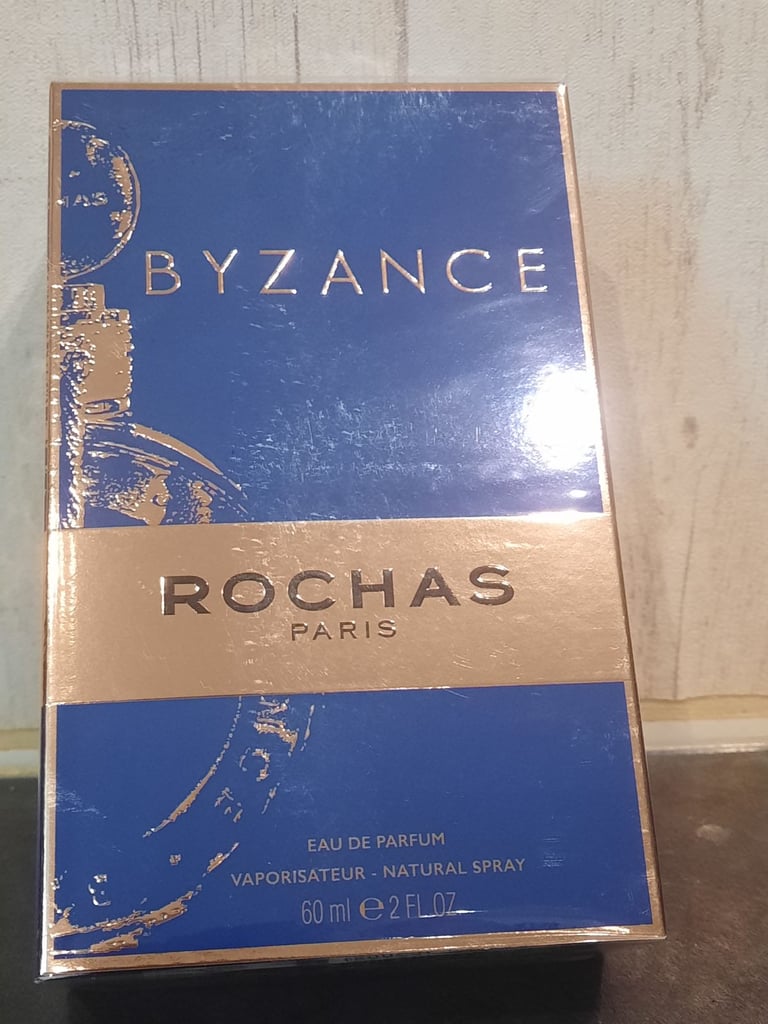 BYZANCE
ROCHAS
PARIS
EAU DE PARFUM
VAPORISATEUR - NATURAL SPRAY
60 ml ℮ 2 FL.OZ.